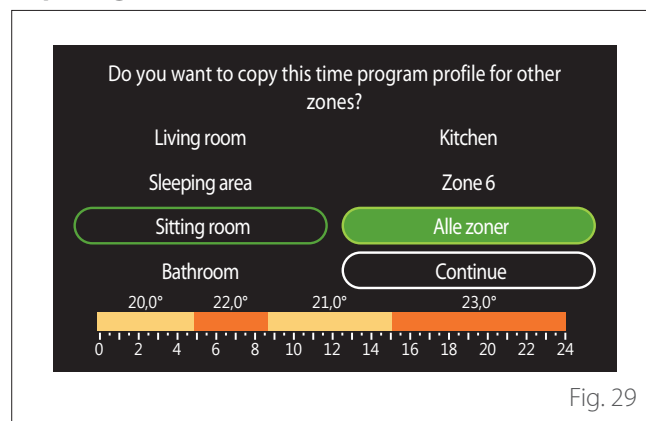 Do you want to copy this time program profile for other
zones?
Living room
Kitchen
Sleeping area
Zone 6
Sitting room
Alle zoner
Bathroom
Continue
20,0° 22,0° 21,0° 23,0°
0 2 4 6 8 10 12 14 16 18 20 22 24
Fig. 29